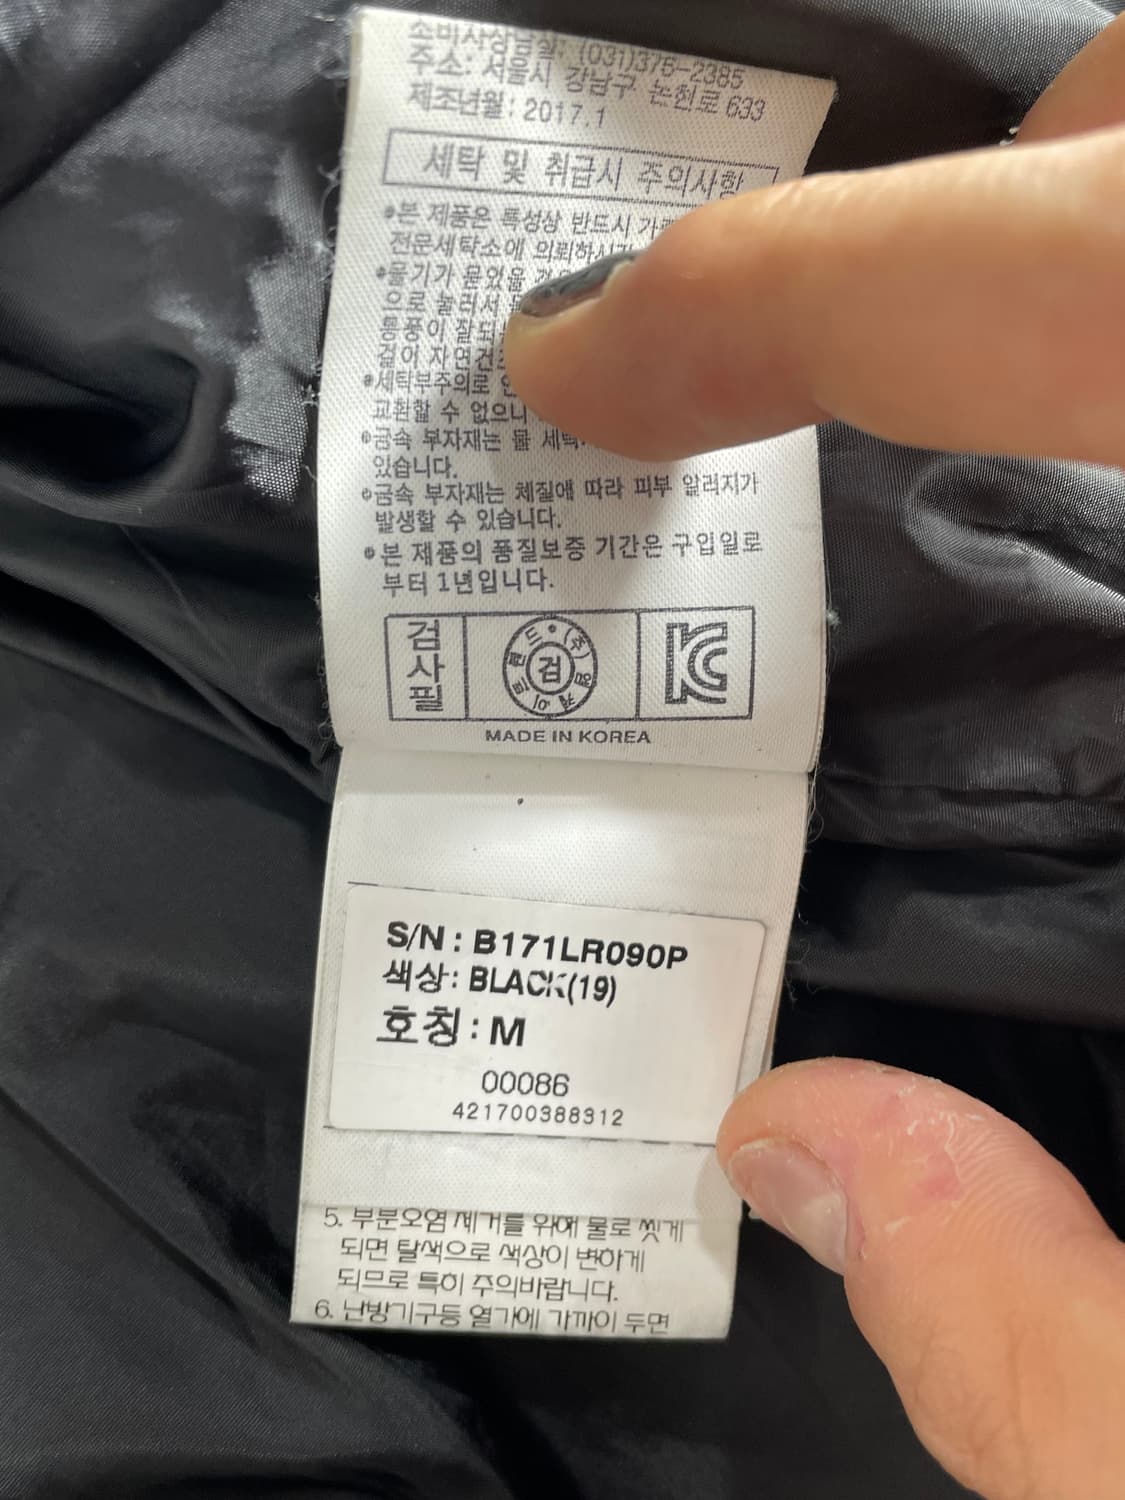 소비자상담실: (031)376-2385
주소: 서울시 강남구 논현로 633
제조년월: 2017.1
세탁 및 취급시 주의사항
•본 제품은 특성상 반드시
전문세탁소에 의뢰하시
•물기가 묻었을
으로 눌러서
통풍이 잘되는
걸어 자연건조
•세탁부주의로
교환할 수 없으니
•금속 부자재는 물 세탁
있습니다.
•금속 부자재는 체질에 따라 피부 알러지가
발생할 수 있습니다.
•본 제품의 품질보증 기간은 구입일로
부터 1년입니다.
검사필
(주)엠케이트렌드
검
KC
MADE IN KOREA
S/N : B171LR090P
색상: BLACK(19)
호칭 : M
00086
421700388312
5. 부분오염 제거를 위해 물로 씻게
되면 탈색으로 색상이 변하게
되므로 특히 주의바랍니다.
6. 난방기구등 열기에 가까이 두면